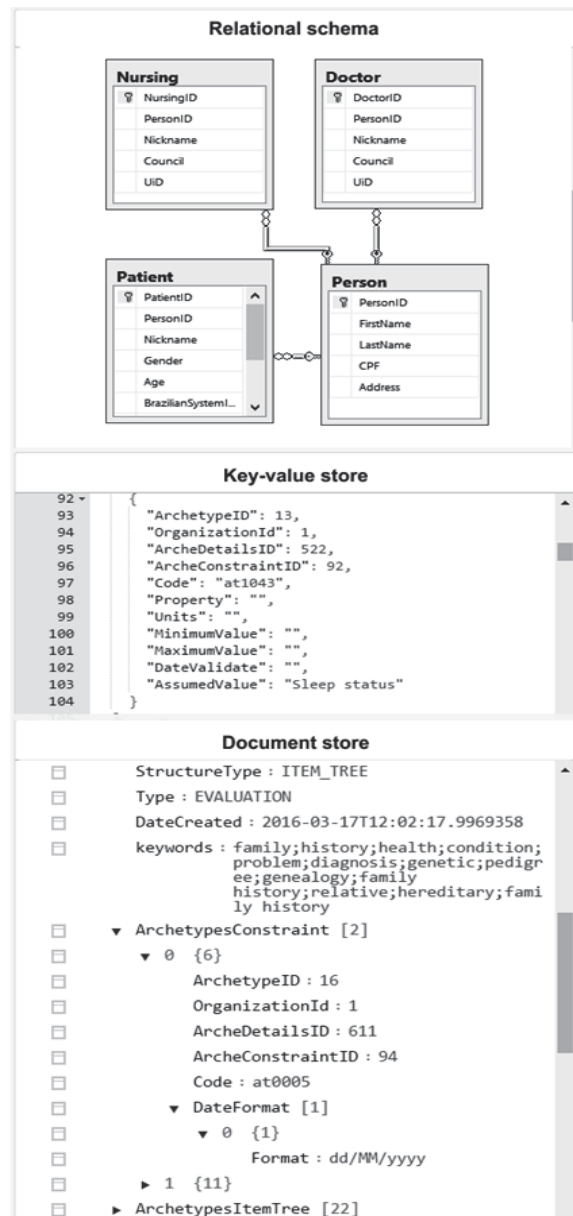 Relational schema
Nursing
NursingID
PersonID
Nickname
Council
UiD
Doctor
DoctorID
PersonID
Nickname
Council
UiD
Patient
PatientID
PersonID
Nickname
Gender
Age
BrazilianSystemI...
Person
PersonID
FirstName
LastName
CPF
Address
Key-value store
92 {
93 "ArchetypeID": 13,
94 "OrganizationId": 1,
95 "ArcheDetailsID": 522,
96 "ArcheConstraintID": 92,
97 "Code": "at1043",
98 "Property": "",
99 "Units": "",
100 "MinimumValue": "",
101 "MaximumValue": "",
102 "DateValidate": "",
103 "AssumedValue": "Sleep status"
104 }
Document store
StructureType : ITEM_TREE
Type : EVALUATION
DateCreated : 2016-03-17T12:02:17.9969358
keywords : family;history;health;condition;
problem;diagnosis;genetic;pedigr
ee;genealogy;family
history;relative;hereditary;fami
ly history
ArchetypesConstraint [2]
0 {6}
ArchetypeID : 16
OrganizationId : 1
ArcheDetailsID : 611
ArcheConstraintID : 94
Code : at0005
DateFormat [1]
0 {1}
Format : dd/MM/yyyy
1 {11}
ArchetypesItemTree [22]